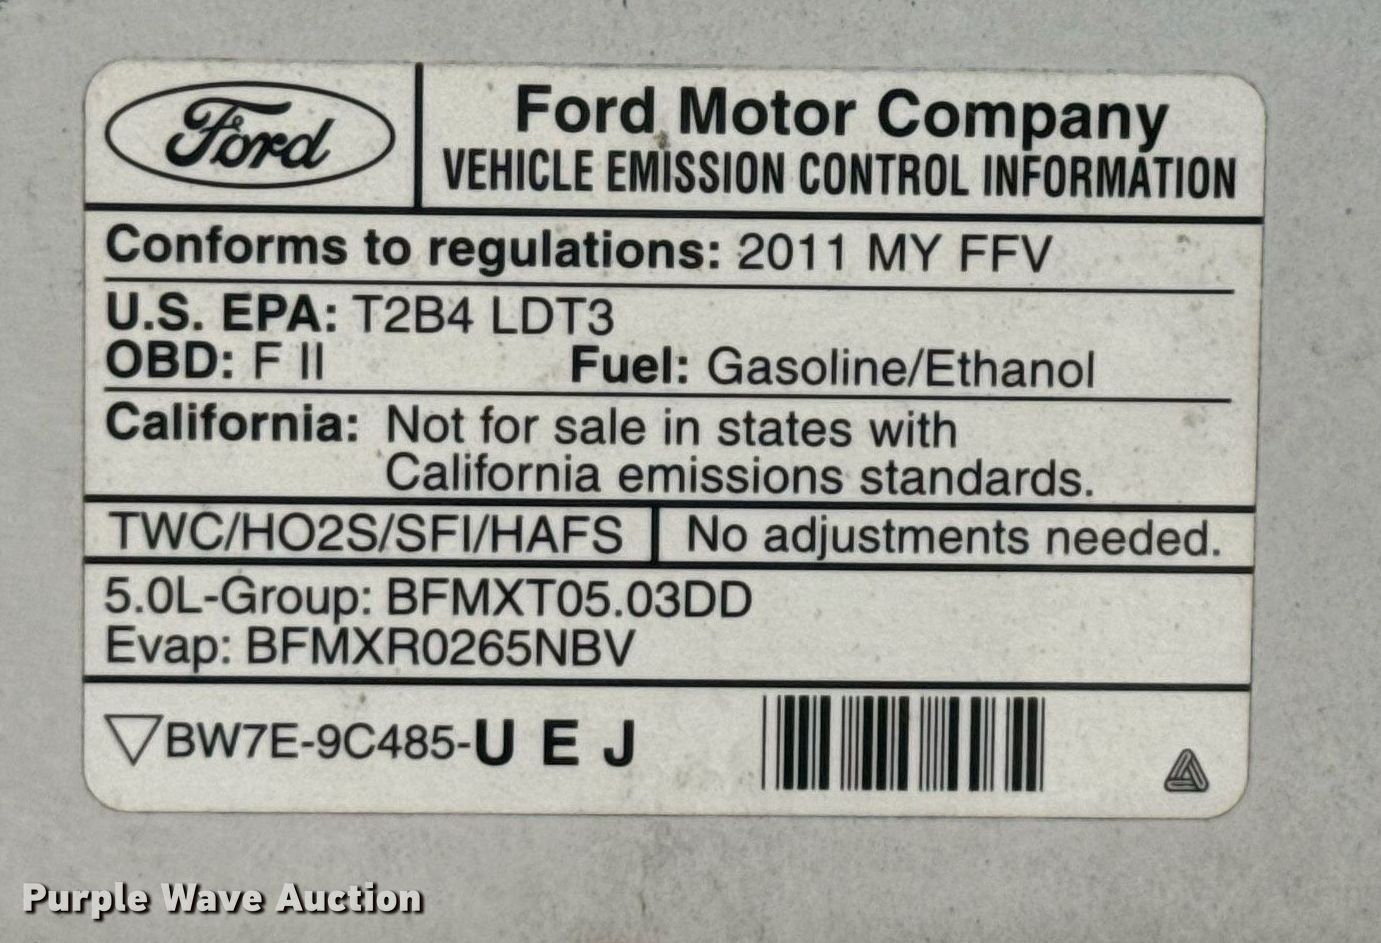 Ford
Ford Motor Company
VEHICLE EMISSION CONTROL INFORMATION
Conforms to regulations: 2011 MY FFV
U.S. EPA: T2B4 LDT3
OBD: F II Fuel: Gasoline/Ethanol
California: Not for sale in states with
California emissions standards.
TWC/HO2S/SFI/HAFS No adjustments needed.
5.0L-Group: BFMXT05.03DD
Evap: BFMXR0265NBV
▽BW7E-9C485-U E J
Purple Wave Auction